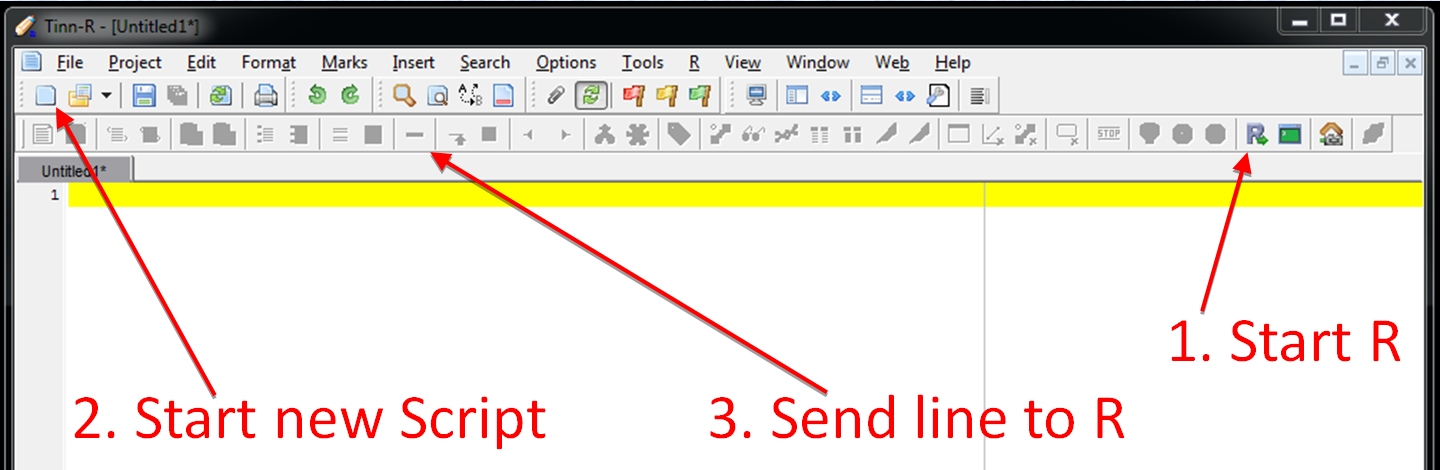 Tinn-R - [Untitled1*]
File Project Edit Format Marks Insert Search Options Tools R View Window Web Help
A B
STOP R
Untitled1*
1
1. Start R
2. Start new Script 3. Send line to R